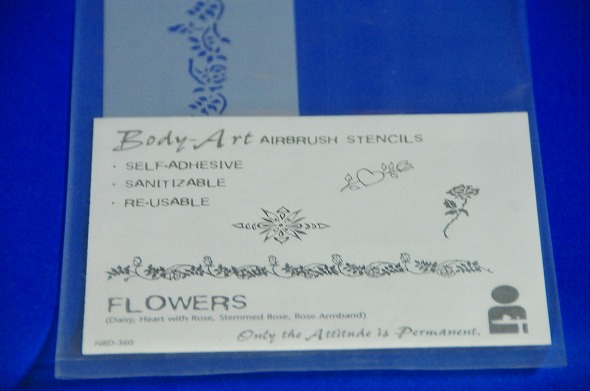 Body-Art AIRBRUSH STENCILS
· SELF-ADHESIVE
· SANITIZABLE
· RE-USABLE
FLOWERS
(Daisy, Heart with Rose, Stemmed Rose, Rose Armband)
Only the Attitude is Permanent.
NBD-360